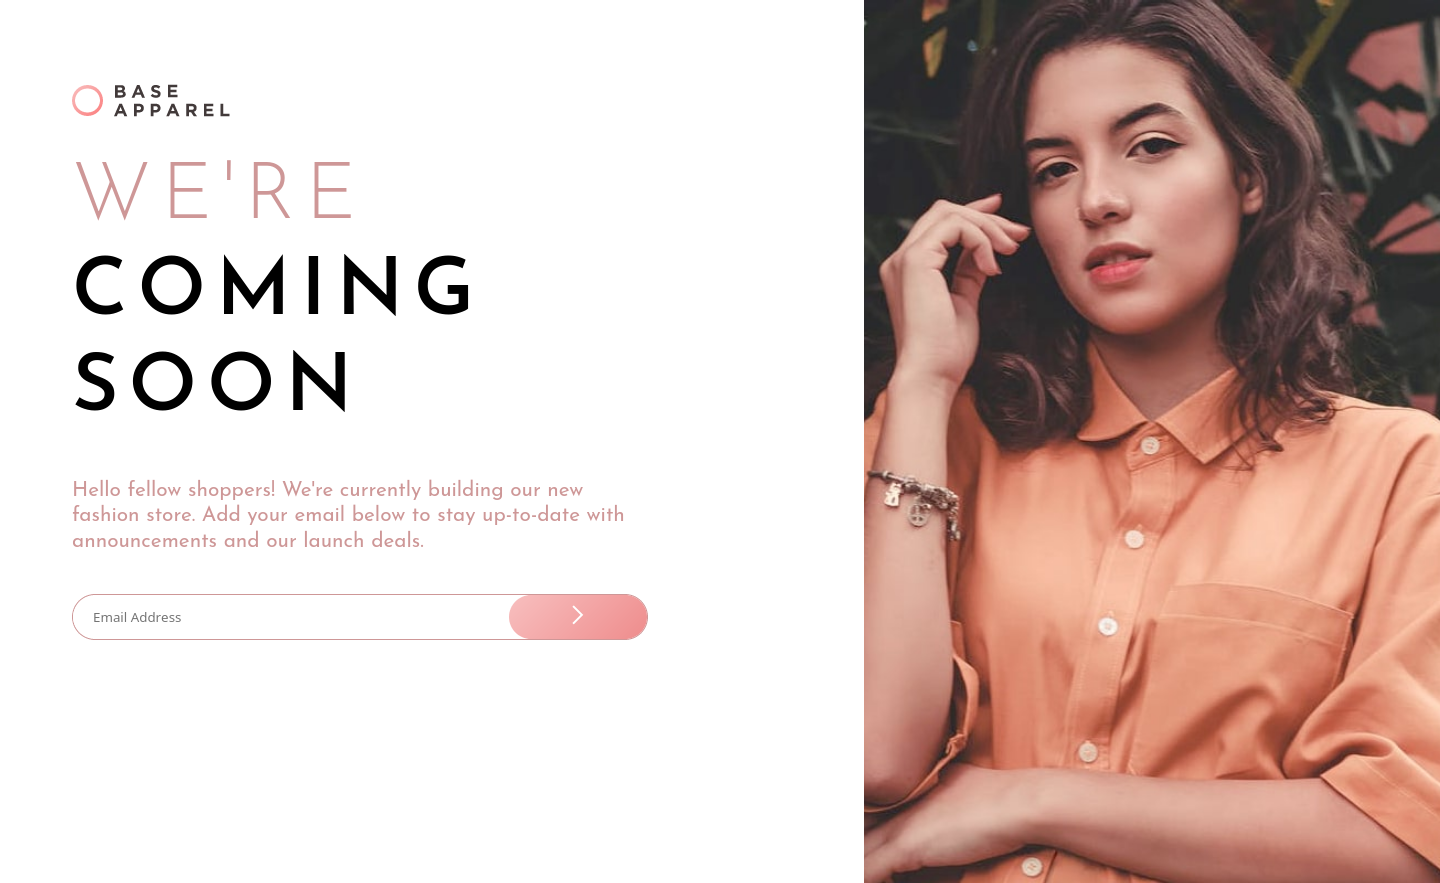 BASE
APPAREL
WE'RE
COMING
SOON
Hello fellow shoppers! We're currently building our new
fashion store. Add your email below to stay up-to-date with
announcements and our launch deals.
Email Address